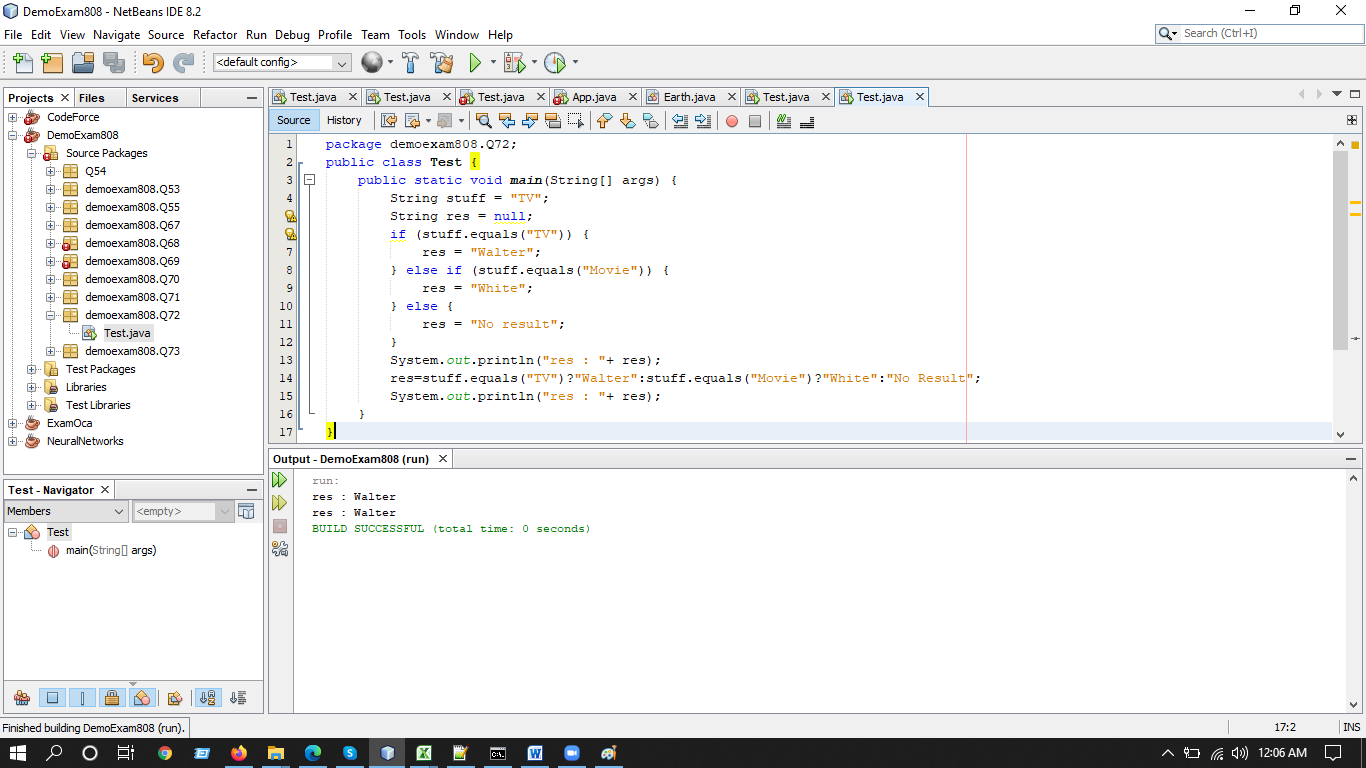 DemoExam808 - NetBeans IDE 8.2
File Edit View Navigate Source Refactor Run Debug Profile Team Tools Window Help
Search (Ctrl+I)
<default config>
Projects Files Services
CodeForce
DemoExam808
Source Packages
Q54
demoexam808.Q53
demoexam808.Q55
demoexam808.Q67
demoexam808.Q68
demoexam808.Q69
demoexam808.Q70
demoexam808.Q71
demoexam808.Q72
Test.java
demoexam808.Q73
Test Packages
Libraries
Test Libraries
ExamOca
NeuralNetworks
Test - Navigator
Members <empty>
Test
main(String[] args)
Test.java Test.java Test.java App.java Earth.java Test.java Test.java
Source History
1 package demoexam808.Q72;
2 public class Test {
3 public static void main(String[] args) {
4 String stuff = "TV";
String res = null;
if (stuff.equals("TV")) {
7 res = "Walter";
8 } else if (stuff.equals("Movie")) {
9 res = "White";
10 } else {
11 res = "No result";
12 }
13 System.out.println("res : "+ res);
14 res=stuff.equals("TV")?"Walter":stuff.equals("Movie")?"White":"No Result";
15 System.out.println("res : "+ res);
16 }
17 }
Output - DemoExam808 (run)
run:
res : Walter
res : Walter
BUILD SUCCESSFUL (total time: 0 seconds)
Finished building DemoExam808 (run).
17:2 INS
12:06 AM